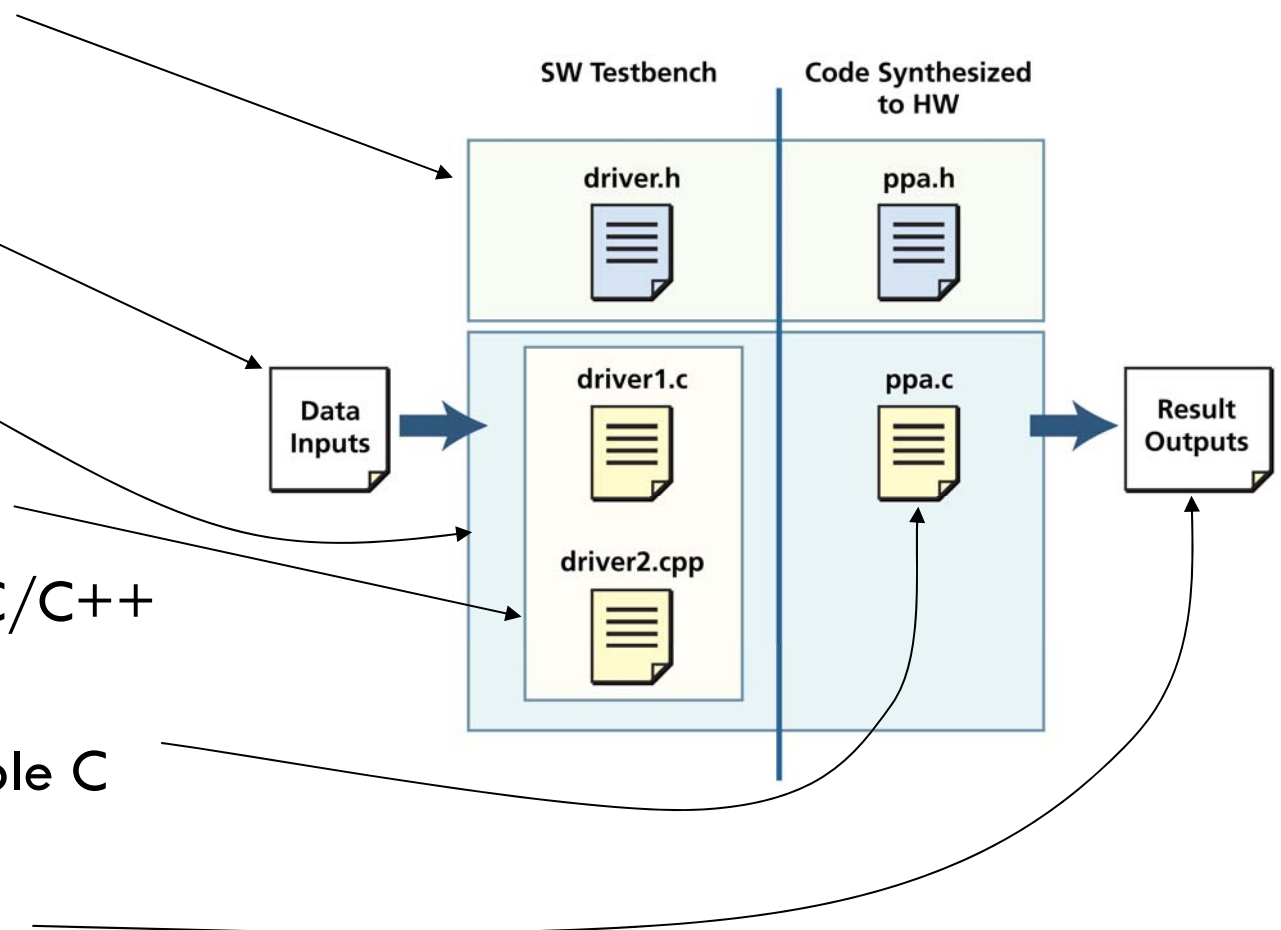 SW Testbench
Code Synthesized
to HW
driver.h
ppa.h
driver1.c
ppa.c
Data
Inputs
Result
Outputs
driver2.cpp
C/C++
ble C